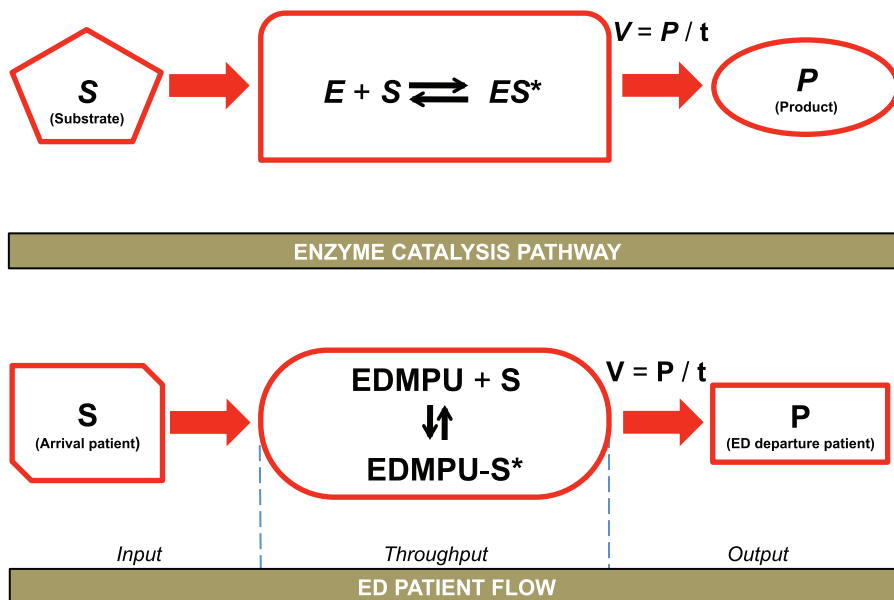 V = P / t
S
(Substrate)
E + S ⇌ ES*
P
(Product)
ENZYME CATALYSIS PATHWAY
V = P / t
S
(Arrival patient)
EDMPU + S
EDMPU-S*
P
(ED departure patient)
Input
Throughput
Output
ED PATIENT FLOW